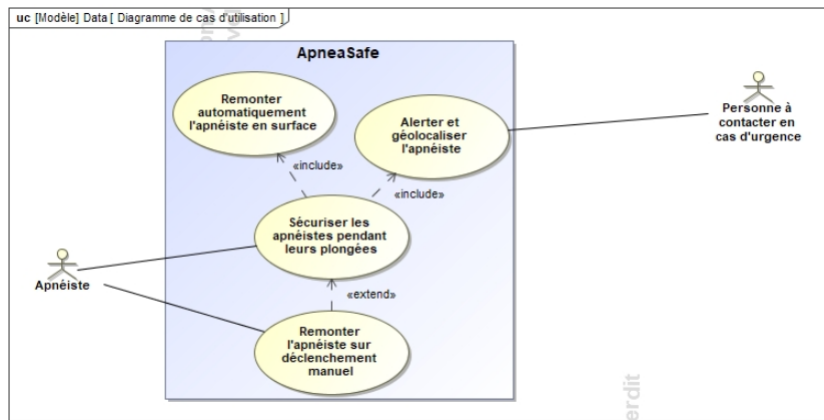 uc [Modèle] Data [ Diagramme de cas d'utilisation ]
ApneaSafe
Remonter
automatiquement
l'apnéiste en surface
Alerter et
géolocaliser
l'apnéiste
Personne à
contacter en
cas d'urgence
«include»
«include»
Sécuriser les
apnéistes pendant
leurs plongées
Apnéiste
«extend»
Remonter
l'apnéiste sur
déclenchement
manuel
erdit